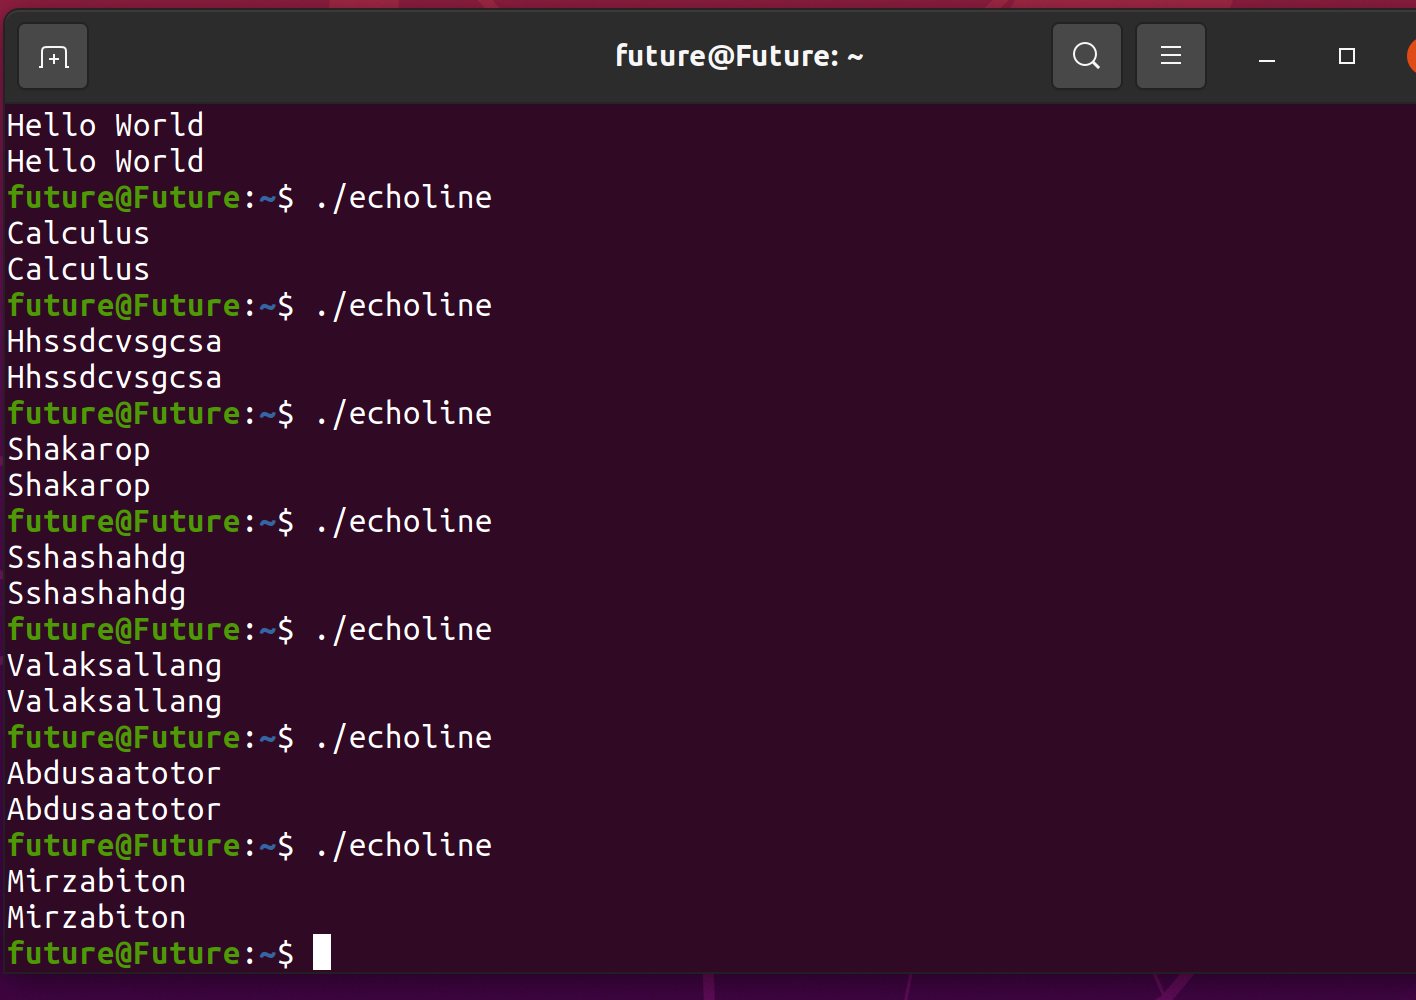 future@Future: ~
Hello World
Hello World
future@Future:~$ ./echoline
Calculus
Calculus
future@Future:~$ ./echoline
Hhssdcvsgcsa
Hhssdcvsgcsa
future@Future:~$ ./echoline
Shakarop
Shakarop
future@Future:~$ ./echoline
Sshashahdg
Sshashahdg
future@Future:~$ ./echoline
Valaksallang
Valaksallang
future@Future:~$ ./echoline
Abdusaatotor
Abdusaatotor
future@Future:~$ ./echoline
Mirzabiton
Mirzabiton
future@Future:~$